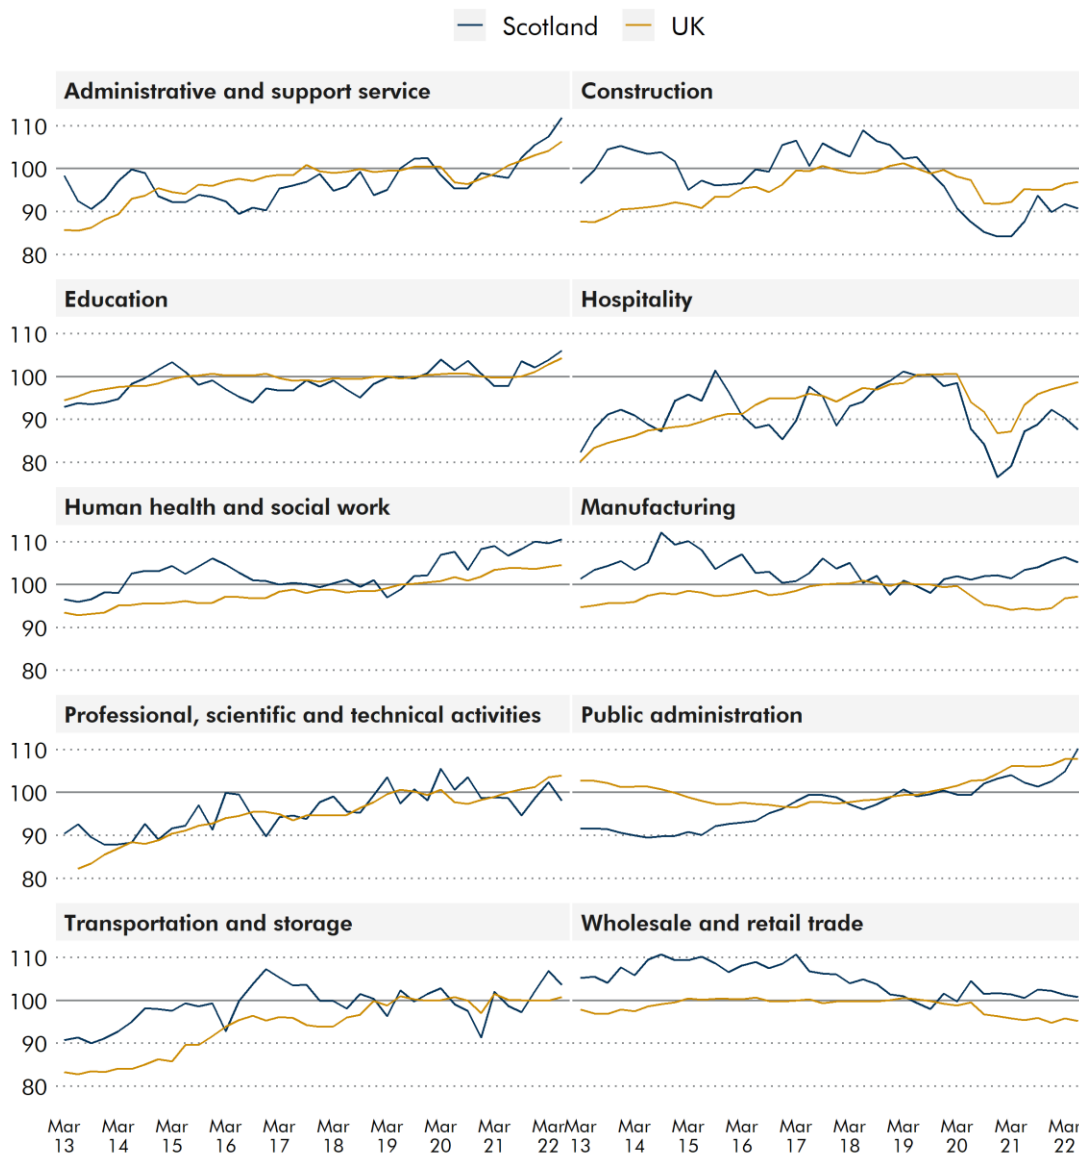 Scotland UK
Administrative and support service Construction
110
100
90
80
Education Hospitality
110
100
90
80
Human health and social work Manufacturing
110
100
90
80
Professional, scientific and technical activities Public administration
110
100
90
80
Transportation and storage Wholesale and retail trade
110
100
90
80
Mar Mar Mar Mar Mar Mar Mar Mar Mar Mar Mar Mar Mar Mar Mar Mar Mar Mar Mar Mar
13 14 15 16 17 18 19 20 21 22 13 14 15 16 17 18 19 20 21 22